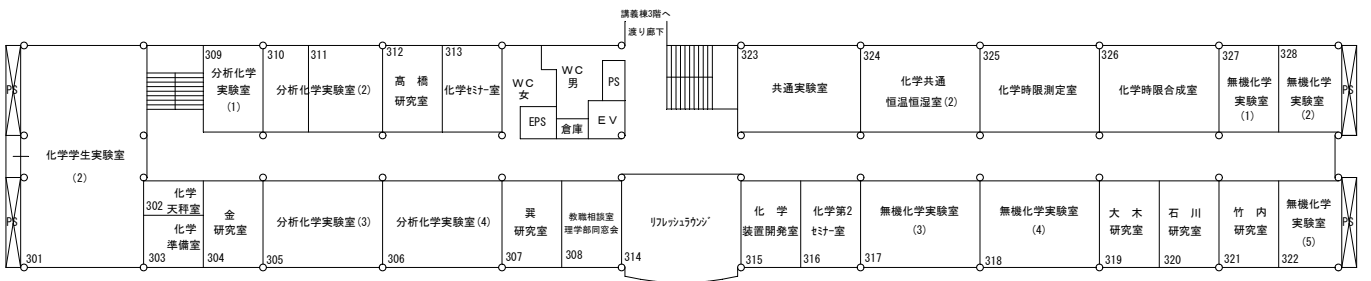 講義棟3階へ
渡り廊下
309
分析化学
実験室
(1)
310
311
分析化学実験室(2)
312
髙　橋
研究室
313
化学ｾﾐﾅｰ室
ＷＣ
女
ＷＣ
男
PS
EPS
倉庫
ＥＶ
323
共通実験室
324
化学共通
恒温恒湿室(2)
325
化学時限測定室
326
化学時限合成室
327
無機化学
実験室
(1)
328
無機化学
実験室
(2)
PS
PS
化学学生実験室
(2)
301
PS
302
化学
天秤室
化学
準備室
303
金
研究室
304
分析化学実験室(3)
305
分析化学実験室(4)
306
巽
研究室
307
教職相談室
理学部同窓会
308
314
ﾘﾌﾚｯｼｭﾗｳﾝｼﾞ
化　学
装置開発室
315
化学第2
ｾﾐﾅｰ室
316
無機化学実験室
(3)
317
無機化学実験室
(4)
318
大　木
研究室
319
石　川
研究室
320
竹　内
研究室
321
無機化学
実験室
(5)
322
PS